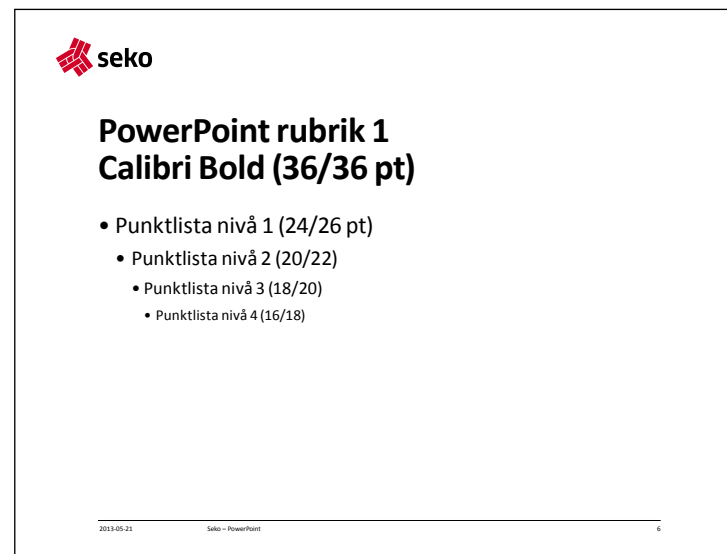 seko
PowerPoint rubrik 1
Calibri Bold (36/36 pt)
• Punktlista nivå 1 (24/26 pt)
• Punktlista nivå 2 (20/22)
• Punktlista nivå 3 (18/20)
• Punktlista nivå 4 (16/18)
2013-05-21 Seko – PowerPoint 6